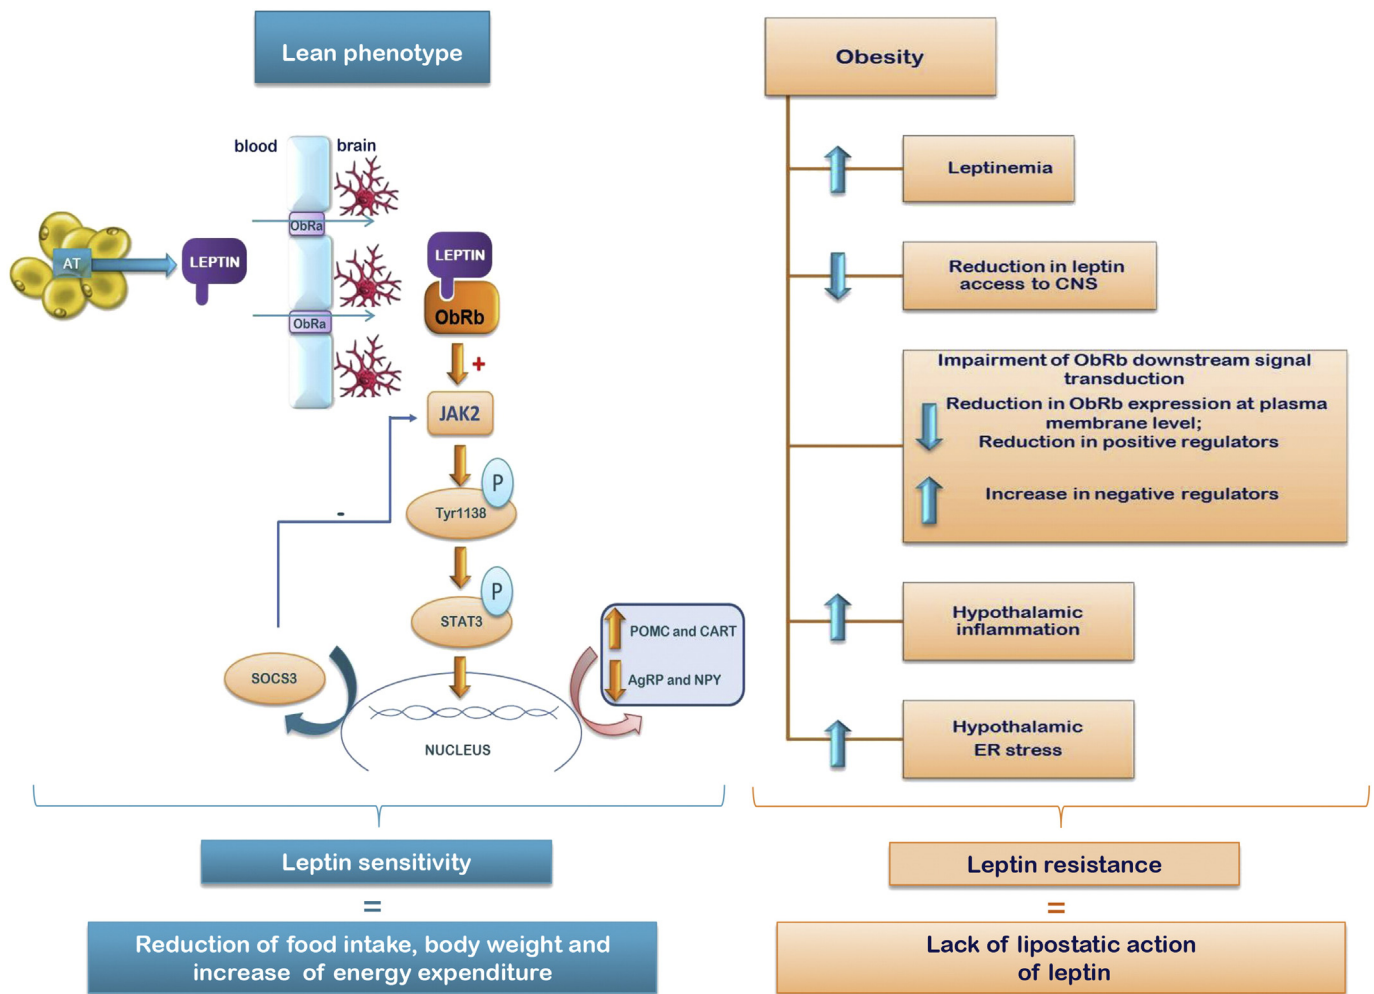 Lean phenotype
blood
brain
ObRa
AT
LEPTIN
ObRa
LEPTIN
ObRb
+
JAK2
P
Tyr1138
-
P
STAT3
SOCS3
POMC and CART
AgRP and NPY
NUCLEUS
Leptin sensitivity
=
Reduction of food intake, body weight and
increase of energy expenditure
Obesity
Leptinemia
Reduction in leptin
access to CNS
Impairment of ObRb downstream signal
transduction
Reduction in ObRb expression at plasma
membrane level;
Reduction in positive regulators
Increase in negative regulators
Hypothalamic
inflammation
Hypothalamic
ER stress
Leptin resistance
=
Lack of lipostatic action
of leptin